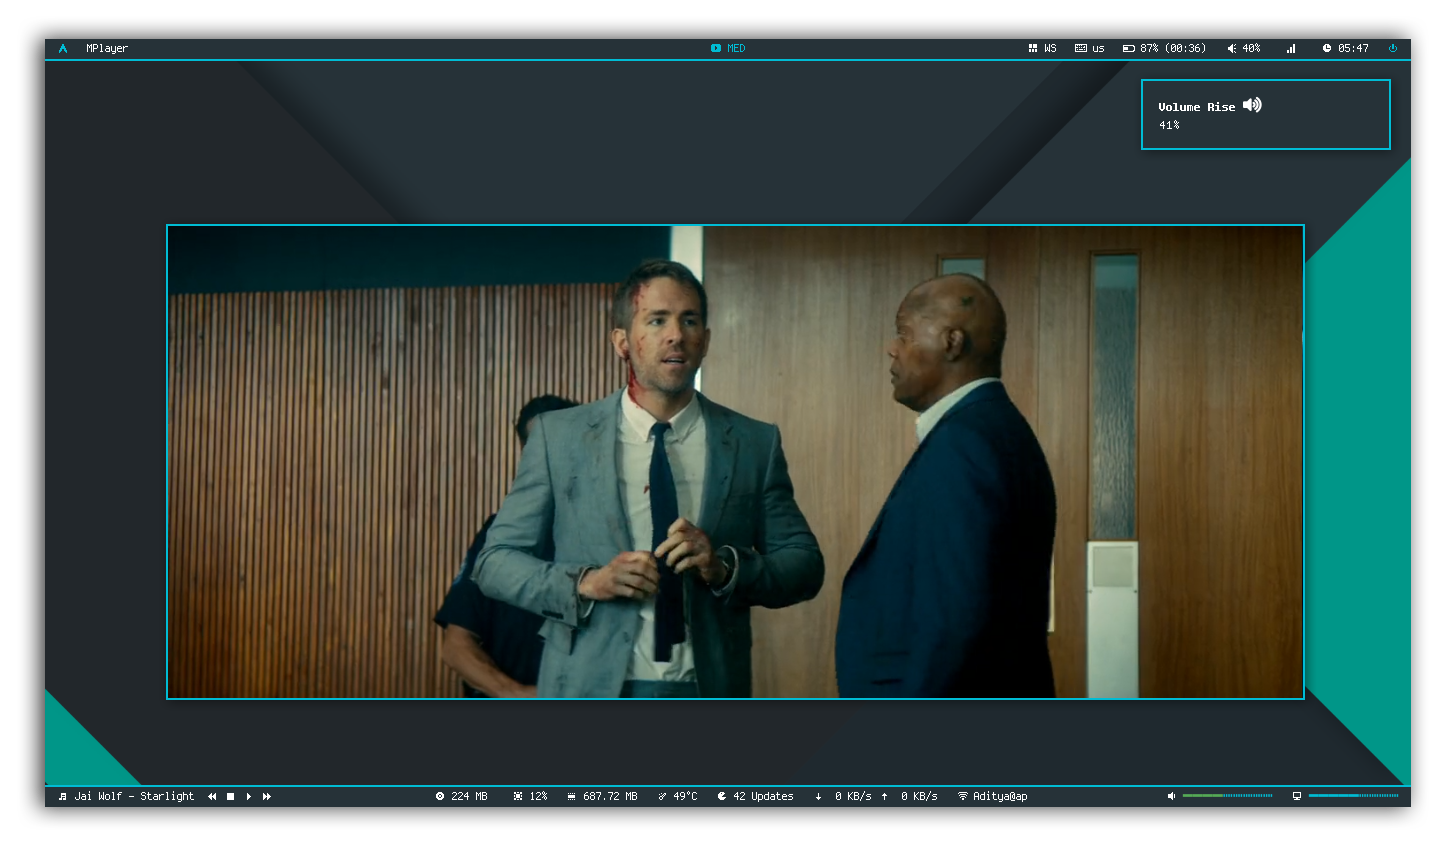 MPlayer MED WS us 87% (00:36) 40% 05:47
Volume Rise
41%
Jai Wolf - Starlight 224 MB 12% 687.72 MB 49°C 42 Updates 0 KB/s 0 KB/s Aditya@ap